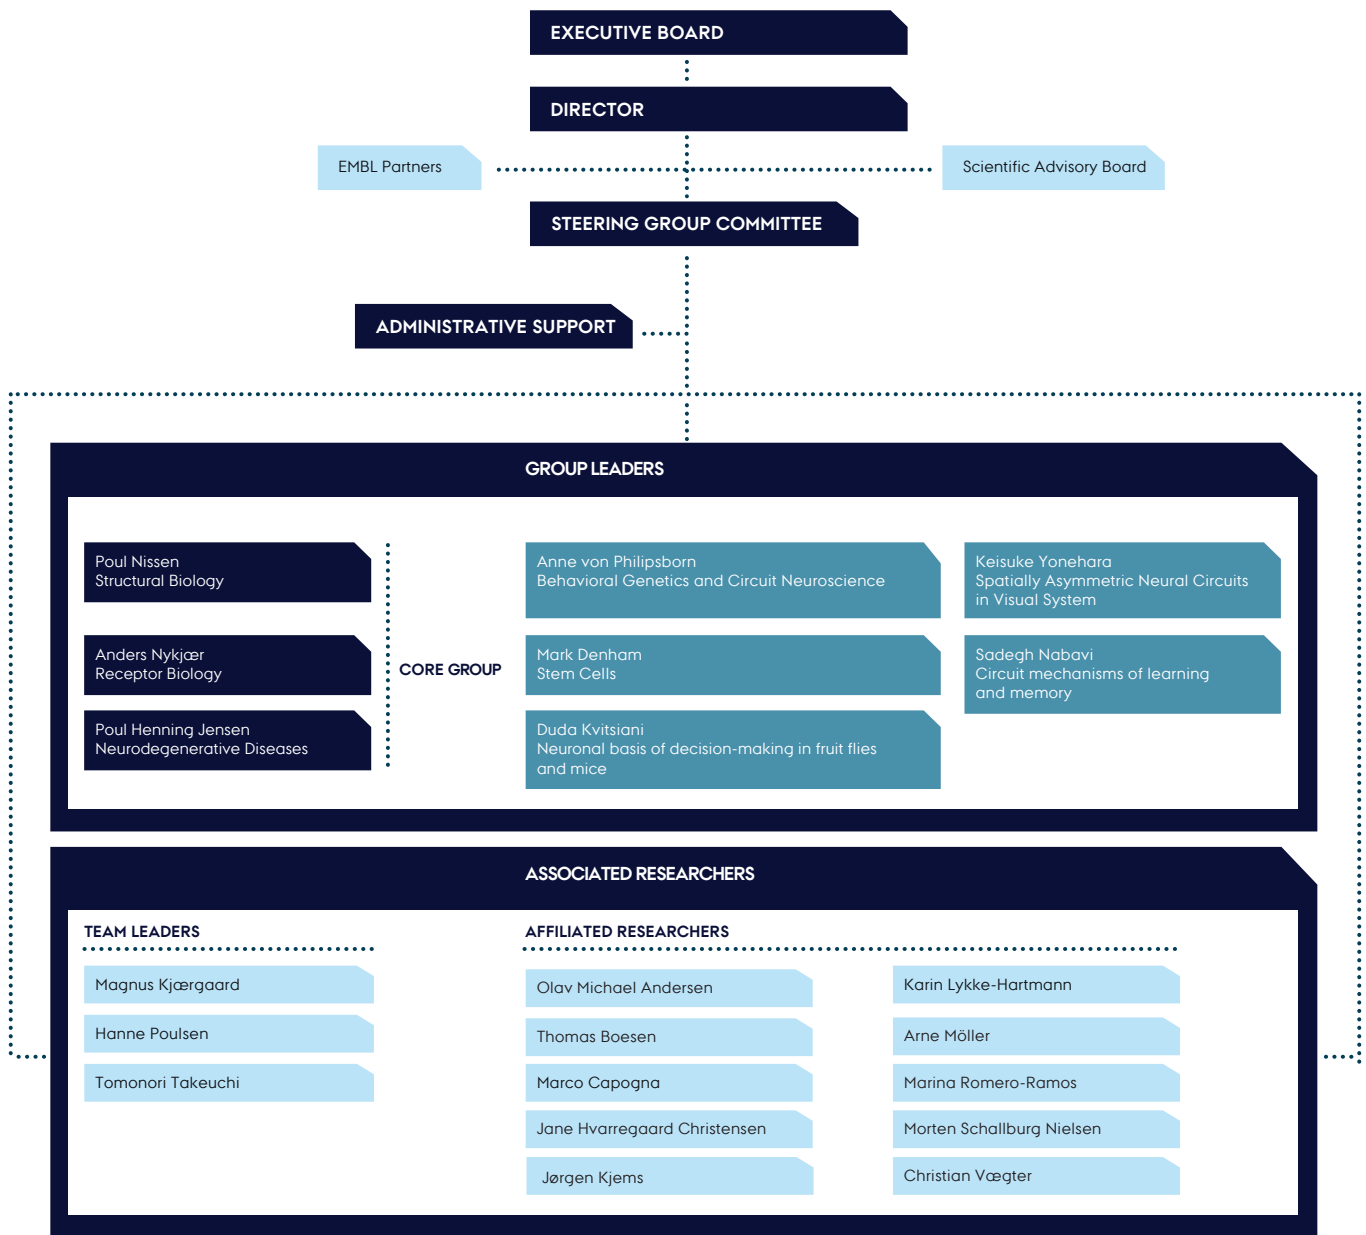 EXECUTIVE BOARD
DIRECTOR
EMBL Partners
Scientific Advisory Board
STEERING GROUP COMMITTEE
ADMINISTRATIVE SUPPORT
GROUP LEADERS
Poul Nissen
Structural Biology
Anders Nykjær
Receptor Biology
Poul Henning Jensen
Neurodegenerative Diseases
CORE GROUP
Anne von Philipsborn
Behavioral Genetics and Circuit Neuroscience
Mark Denham
Stem Cells
Duda Kvitsiani
Neuronal basis of decision-making in fruit flies
and mice
Keisuke Yonehara
Spatially Asymmetric Neural Circuits
in Visual System
Sadegh Nabavi
Circuit mechanisms of learning
and memory
ASSOCIATED RESEARCHERS
TEAM LEADERS
Magnus Kjærgaard
Hanne Poulsen
Tomonori Takeuchi
AFFILIATED RESEARCHERS
Olav Michael Andersen
Thomas Boesen
Marco Capogna
Jane Hvarregaard Christensen
Jørgen Kjems
Karin Lykke-Hartmann
Arne Möller
Marina Romero-Ramos
Morten Schallburg Nielsen
Christian Vægter